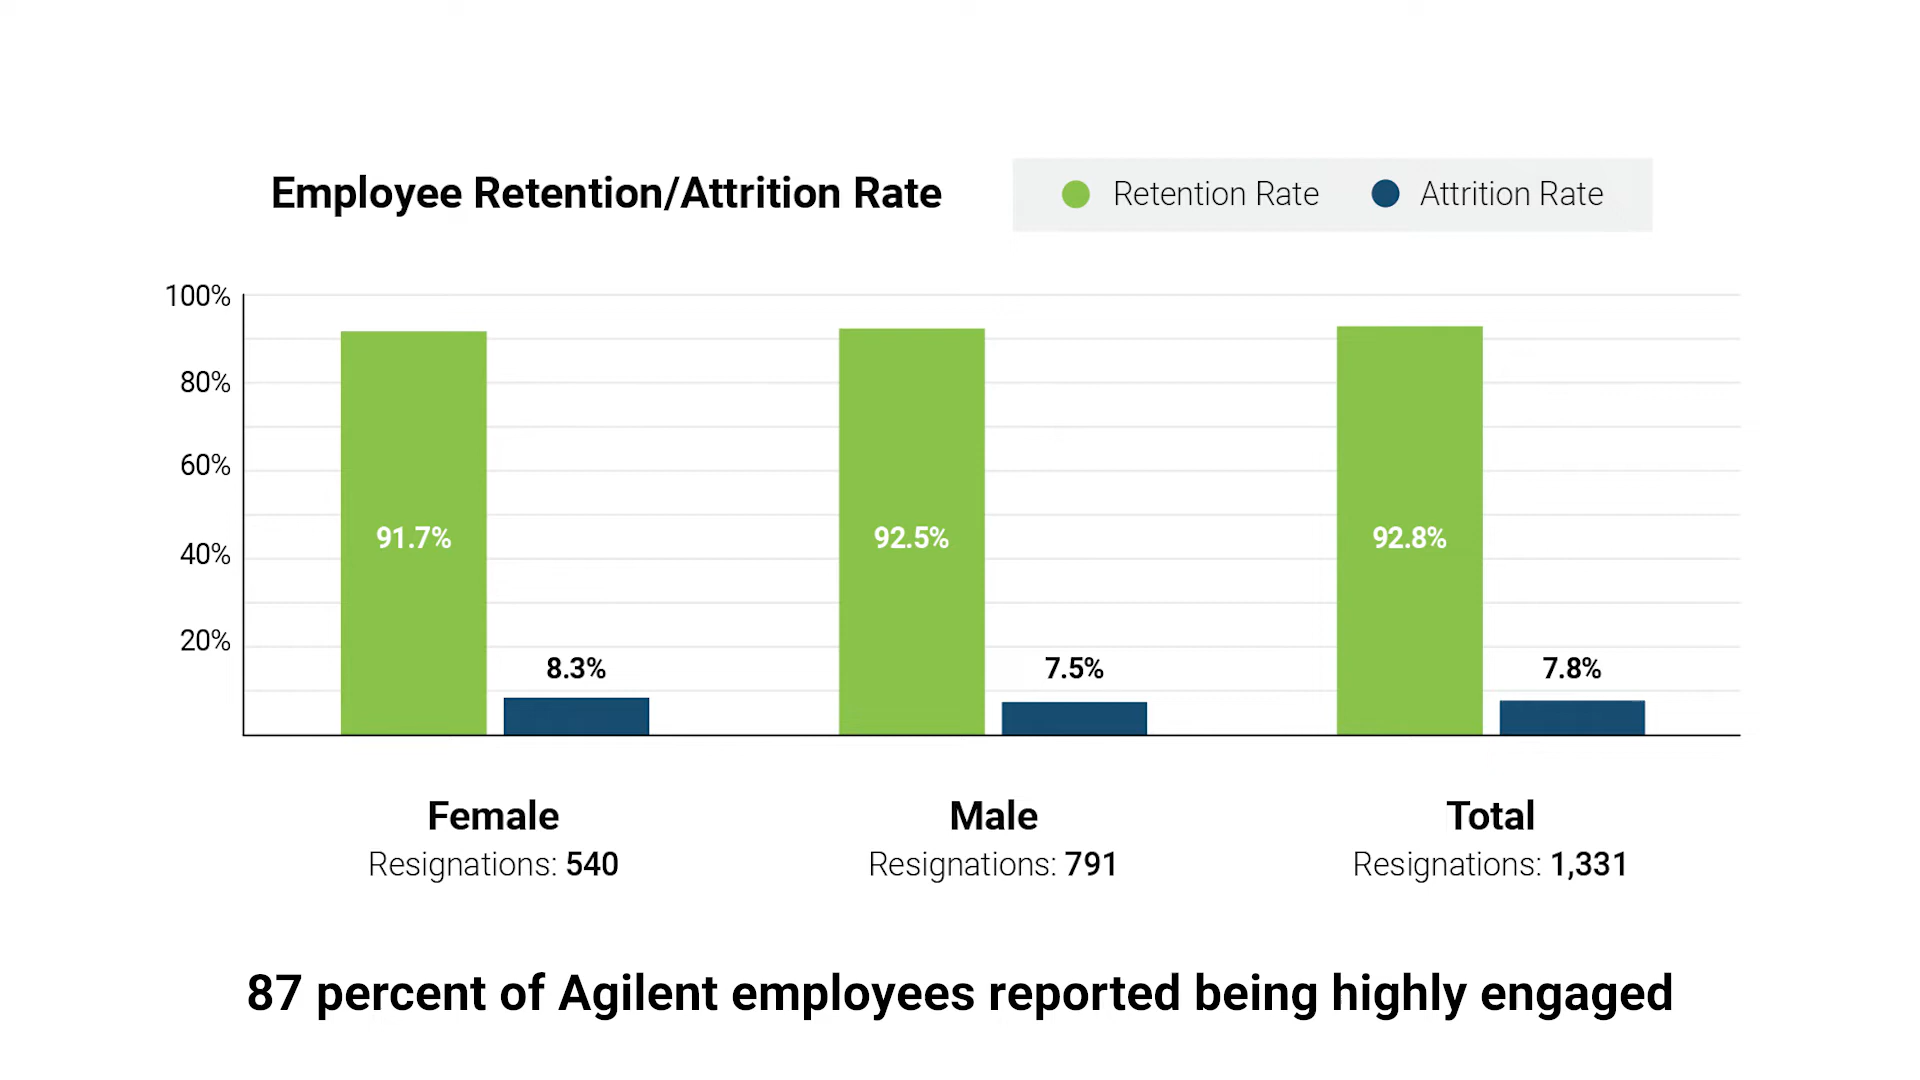 Employee Retention/Attrition Rate
Retention Rate
Attrition Rate
100%
80%
60%
40%
20%
91.7%
8.3%
92.5%
7.5%
92.8%
7.8%
Female
Resignations: 540
Male
Resignations: 791
Total
Resignations: 1,331
87 percent of Agilent employees reported being highly engaged